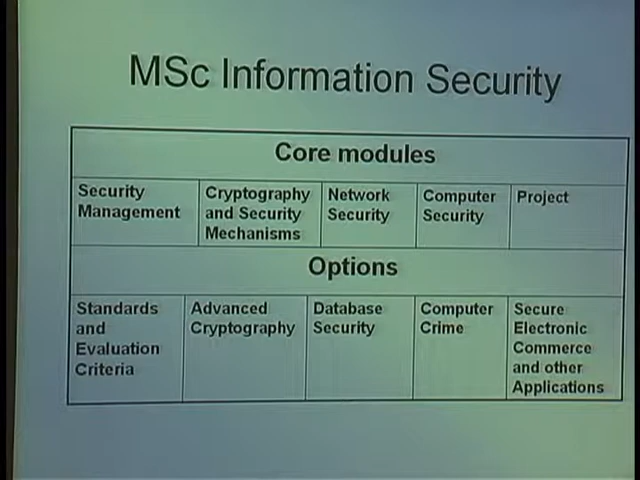 MSc Information Security
Core modules
Security
Management
Cryptography
and Security
Mechanisms
Network
Security
Computer
Security
Project
Options
Standards
and
Evaluation
Criteria
Advanced
Cryptography
Database
Security
Computer
Crime
Secure
Electronic
Commerce
and other
Applications